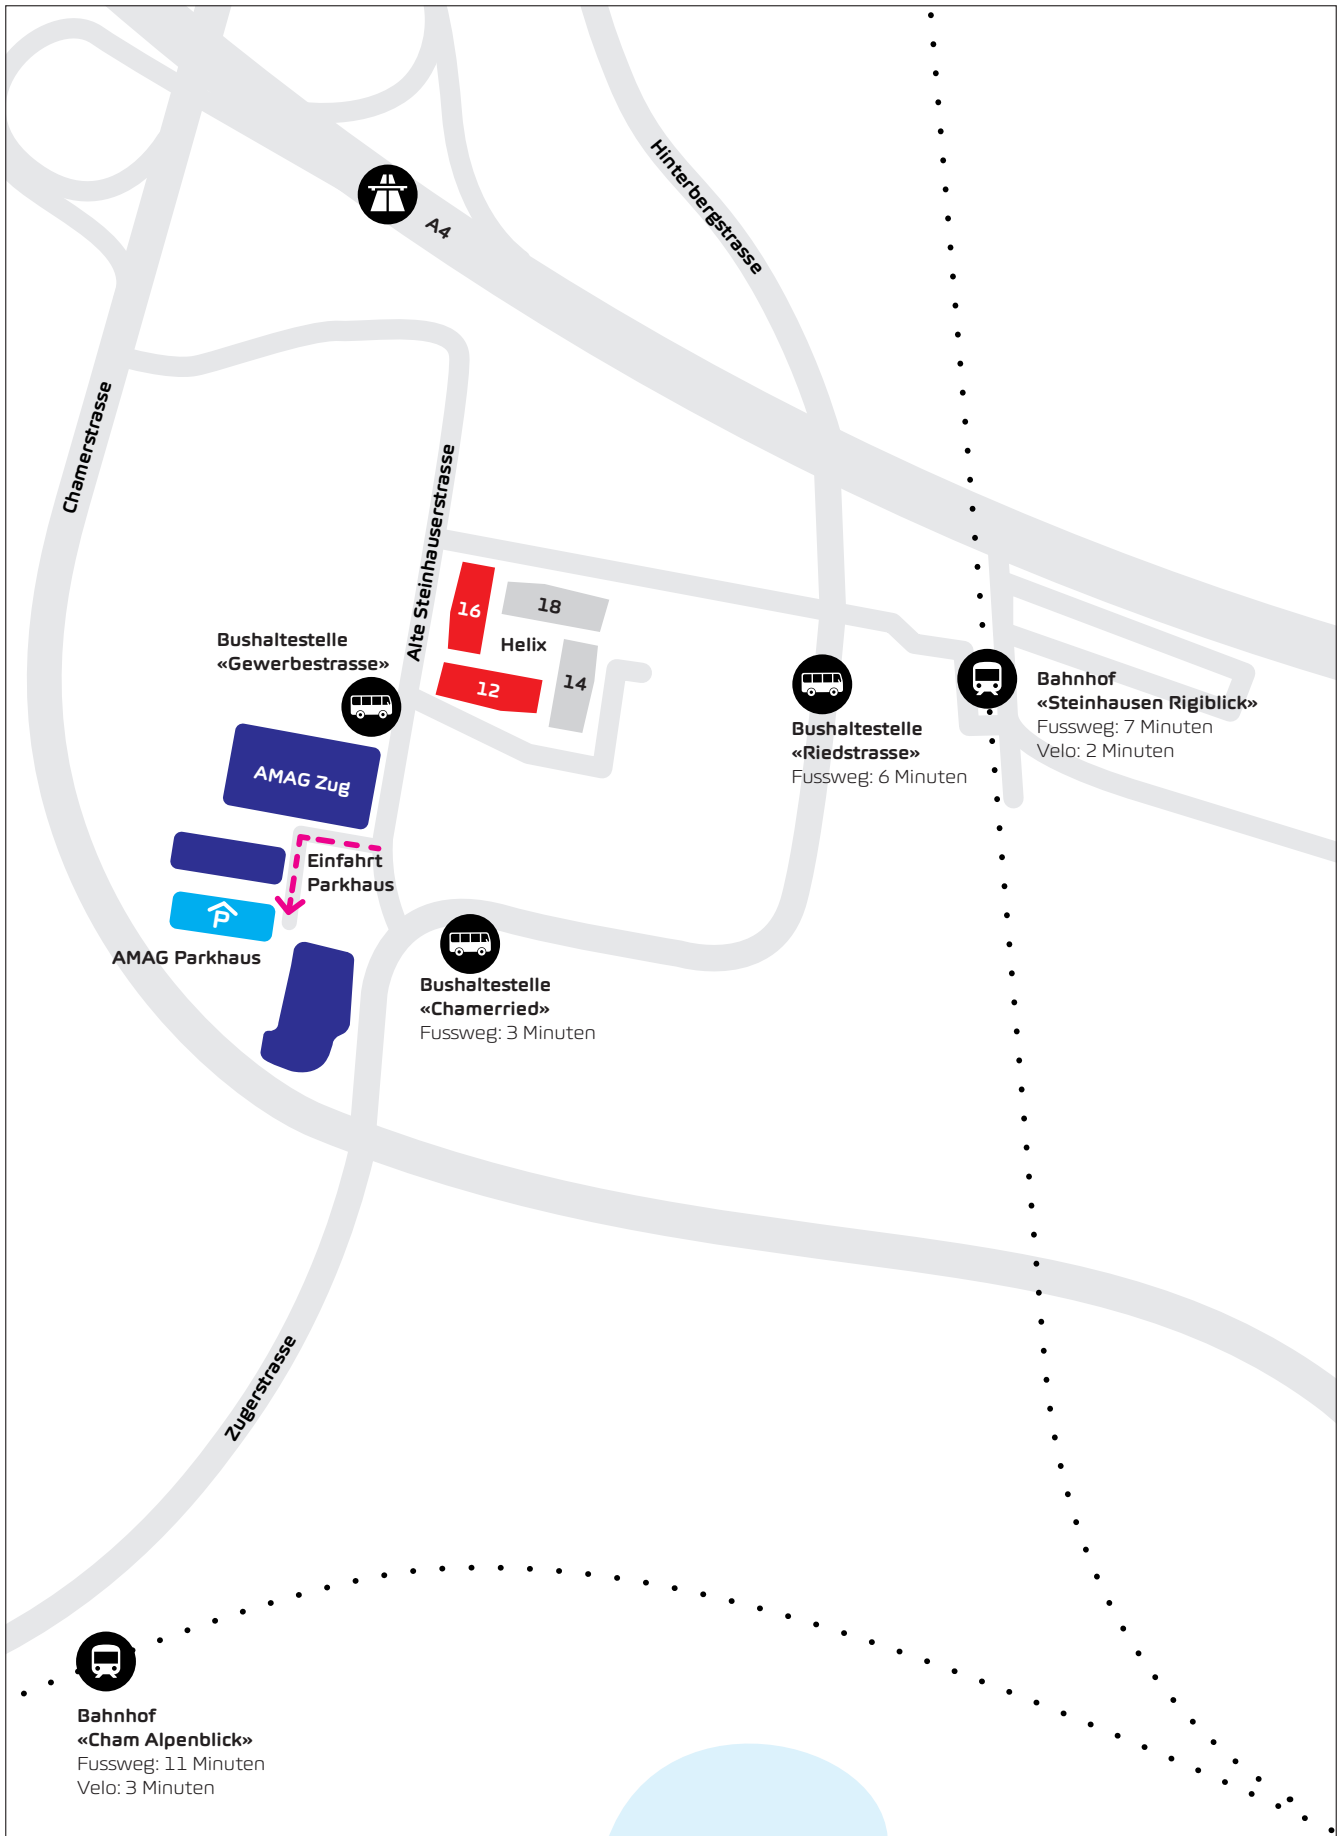 Hinterbergstrasse
A4
Chamerstrasse
Alte Steinhauserstrasse
16
18
Helix
12
14
Bushaltestelle
«Gewerbestrasse»
Bushaltestelle
«Riedstrasse»
Fussweg: 6 Minuten
Bahnhof
«Steinhausen Rigiblick»
Fussweg: 7 Minuten
Velo: 2 Minuten
AMAG Zug
Einfahrt
Parkhaus
P
AMAG Parkhaus
Bushaltestelle
«Chamerried»
Fussweg: 3 Minuten
Zugerstrasse
Bahnhof
«Cham Alpenblick»
Fussweg: 11 Minuten
Velo: 3 Minuten